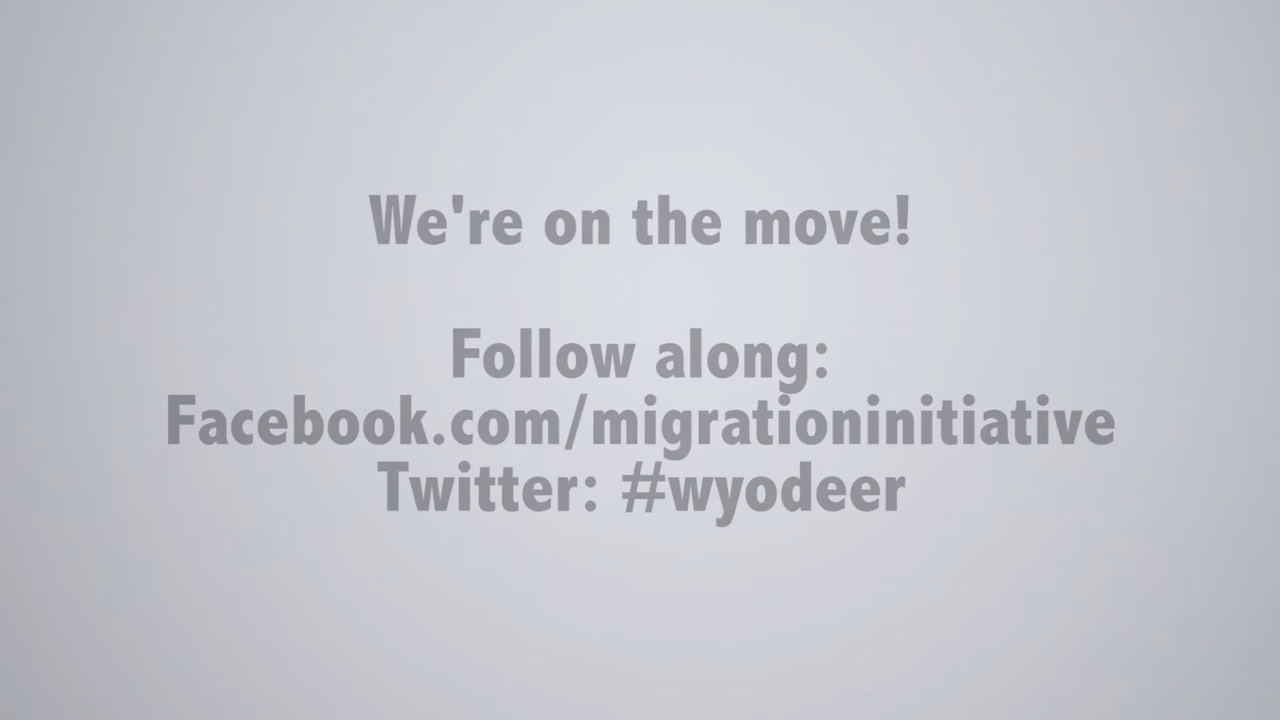 We're on the move!
Follow along:
Facebook.com/migrationinitiative
Twitter: #wyodeer